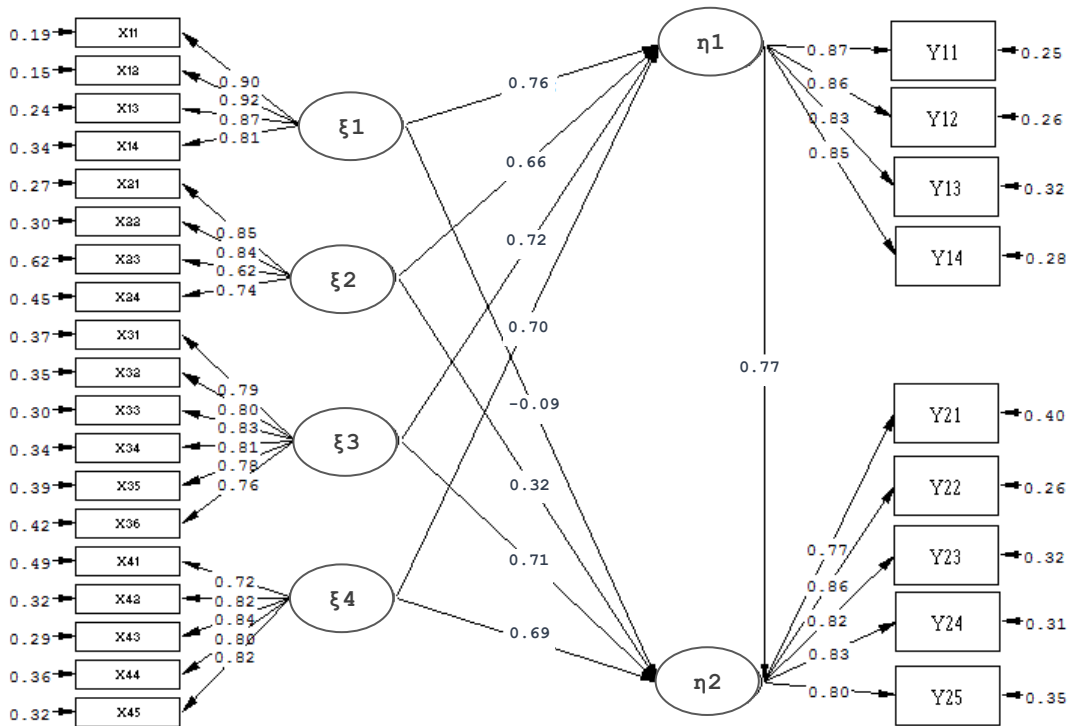 0.19 X11
0.15 X12
0.24 X13
0.34 X14
0.27 X21
0.30 X22
0.62 X23
0.45 X24
0.37 X31
0.35 X32
0.30 X33
0.34 X34
0.39 X35
0.42 X36
0.49 X41
0.32 X42
0.29 X43
0.36 X44
0.32 X45
0.90
0.92
0.87
0.81
0.85
0.84
0.62
0.74
0.79
0.80
0.83
0.81
0.78
0.76
0.72
0.82
0.84
0.80
0.82
ξ1
ξ2
ξ3
ξ4
0.76
0.66
0.72
0.70
-0.09
0.32
0.71
0.69
η1
0.77
η2
0.87
0.86
0.83
0.85
0.77
0.86
0.82
0.83
0.80
Y11 0.25
Y12 0.26
Y13 0.32
Y14 0.28
Y21 0.40
Y22 0.26
Y23 0.32
Y24 0.31
Y25 0.35